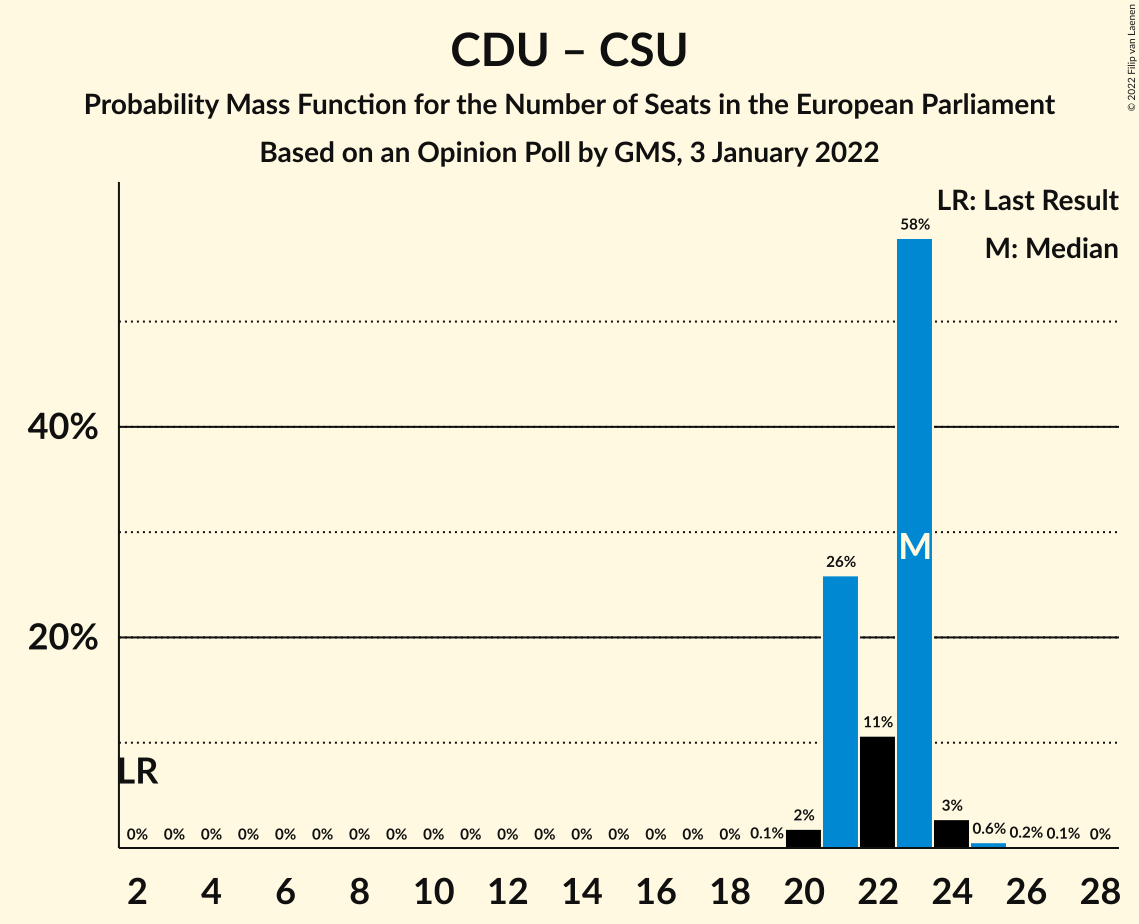 © 2022 Filip van Laenen
CDU – CSU
Probability Mass Function for the Number of Seats in the European Parliament
Based on an Opinion Poll by GMS, 3 January 2022
LR: Last Result
M: Median
58%
40%
M
26%
20%
11%
LR
0% 0% 0% 0% 0% 0% 0% 0% 0% 0% 0% 0% 0% 0% 0% 0% 0% 0.1% 2% 3% 0.6% 0.2% 0.1% 0%
2 4 6 8 10 12 14 16 18 20 22 24 26 28